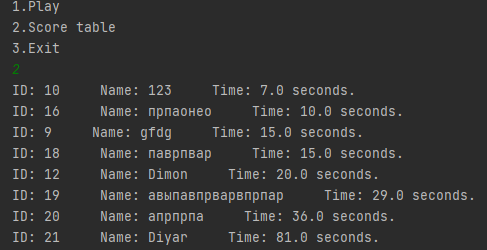 1.Play
2.Score table
3.Exit
2
ID: 10     Name: 123     Time: 7.0 seconds.
ID: 16     Name: прпаонео     Time: 10.0 seconds.
ID: 9     Name: gfdg     Time: 15.0 seconds.
ID: 18     Name: паврпвар     Time: 15.0 seconds.
ID: 12     Name: Dimon     Time: 20.0 seconds.
ID: 19     Name: авыпавпрварвпрпар     Time: 29.0 seconds.
ID: 20     Name: апрпрпа     Time: 36.0 seconds.
ID: 21     Name: Diyar     Time: 81.0 seconds.